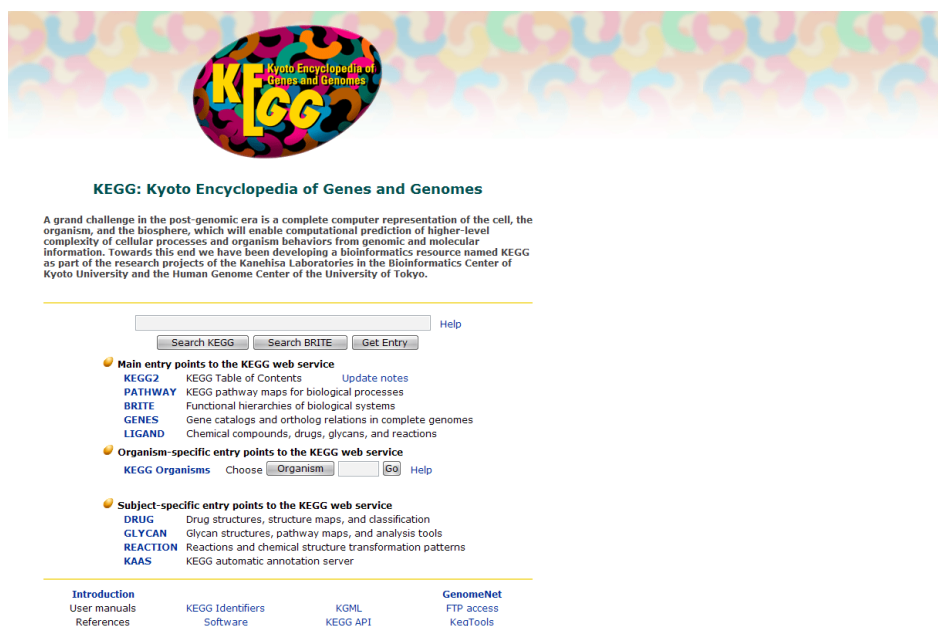 Kyoto Encyclopedia of
Genes and Genomes
KEGG
KEGG: Kyoto Encyclopedia of Genes and Genomes
A grand challenge in the post-genomic era is a complete computer representation of the cell, the
organism, and the biosphere, which will enable computational prediction of higher-level
complexity of cellular processes and organism behaviors from genomic and molecular
information. Towards this end we have been developing a bioinformatics resource named KEGG
as part of the research projects of the Kanehisa Laboratories in the Bioinformatics Center of
Kyoto University and the Human Genome Center of the University of Tokyo.
Help
Search KEGG Search BRITE Get Entry
Main entry points to the KEGG web service
KEGG2 KEGG Table of Contents Update notes
PATHWAY KEGG pathway maps for biological processes
BRITE Functional hierarchies of biological systems
GENES Gene catalogs and ortholog relations in complete genomes
LIGAND Chemical compounds, drugs, glycans, and reactions
Organism-specific entry points to the KEGG web service
KEGG Organisms Choose Organism Go Help
Subject-specific entry points to the KEGG web service
DRUG Drug structures, structure maps, and classification
GLYCAN Glycan structures, pathway maps, and analysis tools
REACTION Reactions and chemical structure transformation patterns
KAAS KEGG automatic annotation server
Introduction GenomeNet
User manuals KEGG Identifiers KGML FTP access
References Software KEGG API KegTools